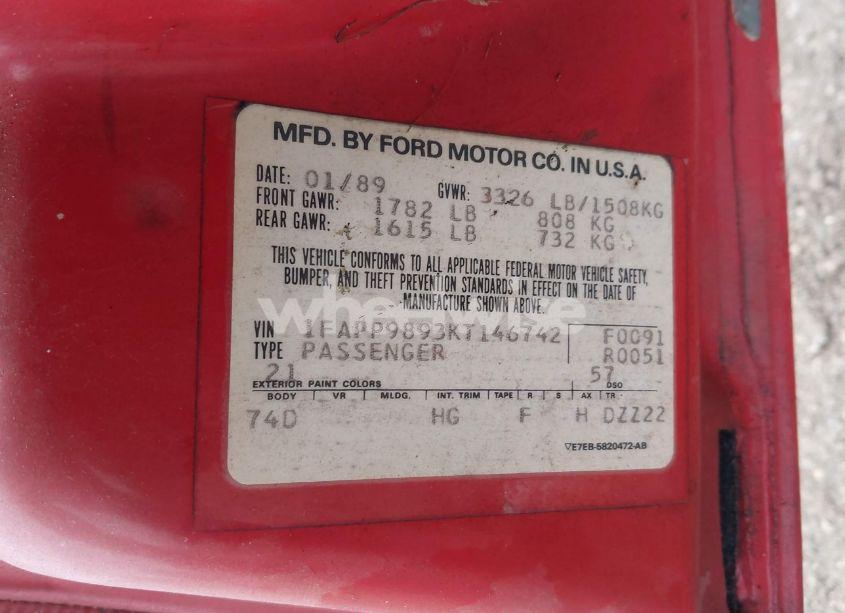 MFD. BY FORD MOTOR CO. IN U.S.A.
DATE: 01/89 GVWR: 3326 LB/1508KG
FRONT GAWR: 1782 LB 808 KG
REAR GAWR: 1615 LB 732 KG
THIS VEHICLE CONFORMS TO ALL APPLICABLE FEDERAL MOTOR VEHICLE SAFETY,
BUMPER, AND THEFT PREVENTION STANDARDS IN EFFECT ON THE DATE OF
MANUFACTURE SHOWN ABOVE.
VIN 1FAPP9893KT146742 F0091
TYPE PASSENGER R0051
21 57
EXTERIOR PAINT COLORS DSO
BODY VR MLDG. INT. TRIM TAPE R S AX TR
74D HG F H DZZ22
E7EB-5820472-AB